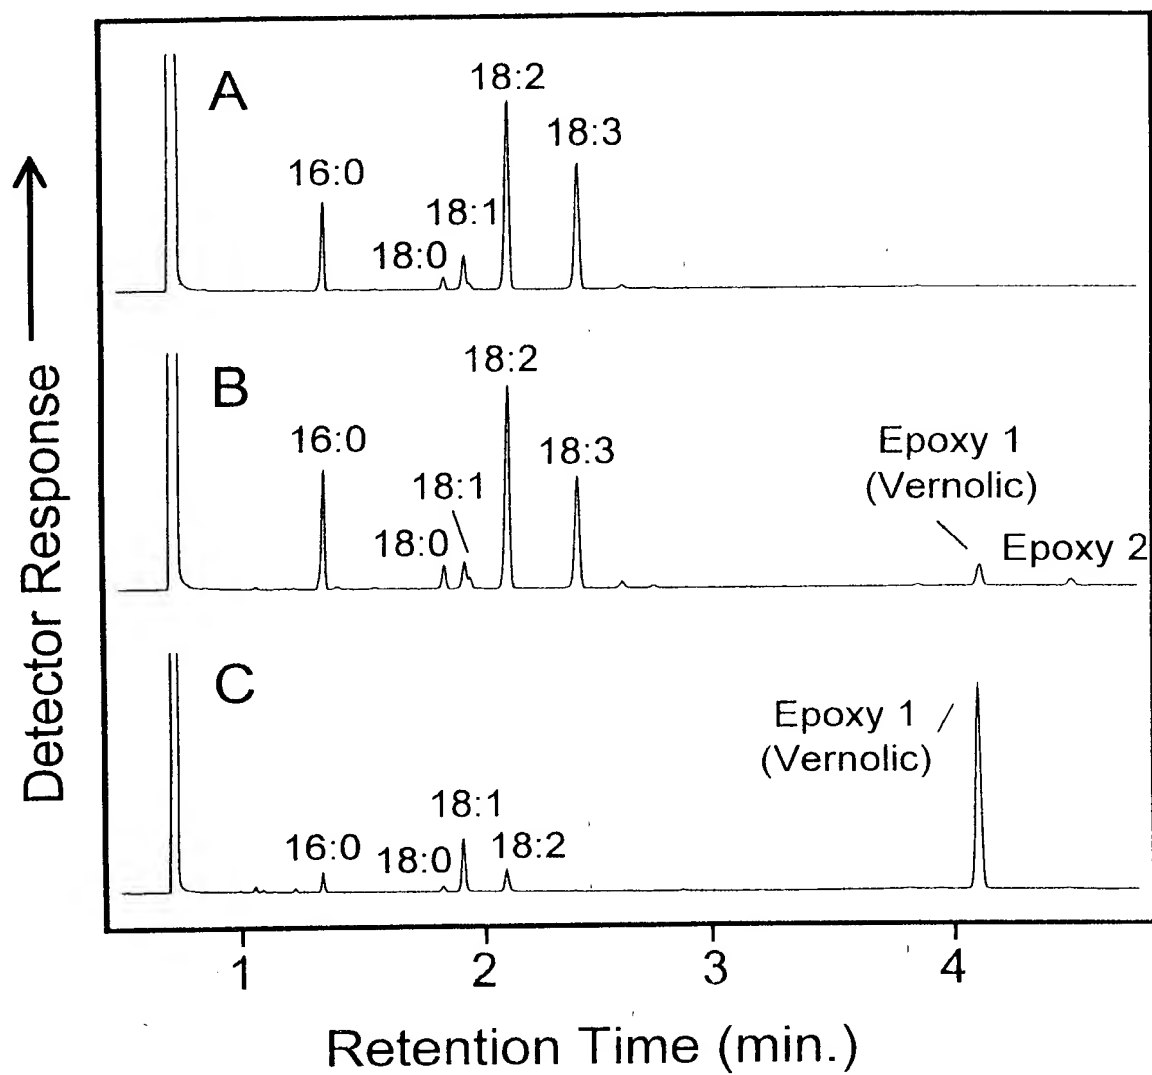 Detector Response
A
16:0
18:0
18:1
18:2
18:3
B
16:0
18:0
18:1
18:2
18:3
Epoxy 1
(Vernolic)
Epoxy 2
C
16:0
18:0
18:1
18:2
Epoxy 1
(Vernolic)
1
2
3
4
Retention Time (min.)